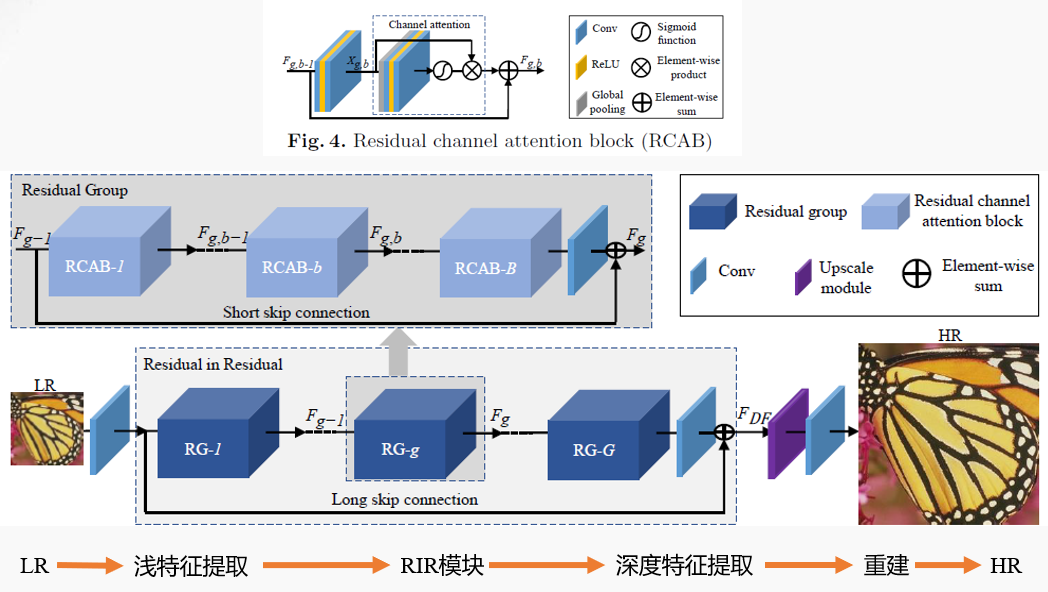 Channel attention
F_{g,b-1}
X_{g,b}
F_{g,b}
Conv
Sigmoid
function
ReLU
Element-wise
product
Global
pooling
Element-wise
sum
Fig. 4. Residual channel attention block (RCAB)
Residual Group
F_{g-1}
RCAB-1
F_{g,b-1}
RCAB-b
F_{g,b}
RCAB-B
F_g
Short skip connection
Residual group
Residual channel
attention block
Conv
Upscale
module
Element-wise
sum
Residual in Residual
LR
RG-1
F_{g-1}
RG-g
F_g
RG-G
F_{DF}
HR
Long skip connection
LR 浅特征提取 RIR模块 深度特征提取 重建 HR